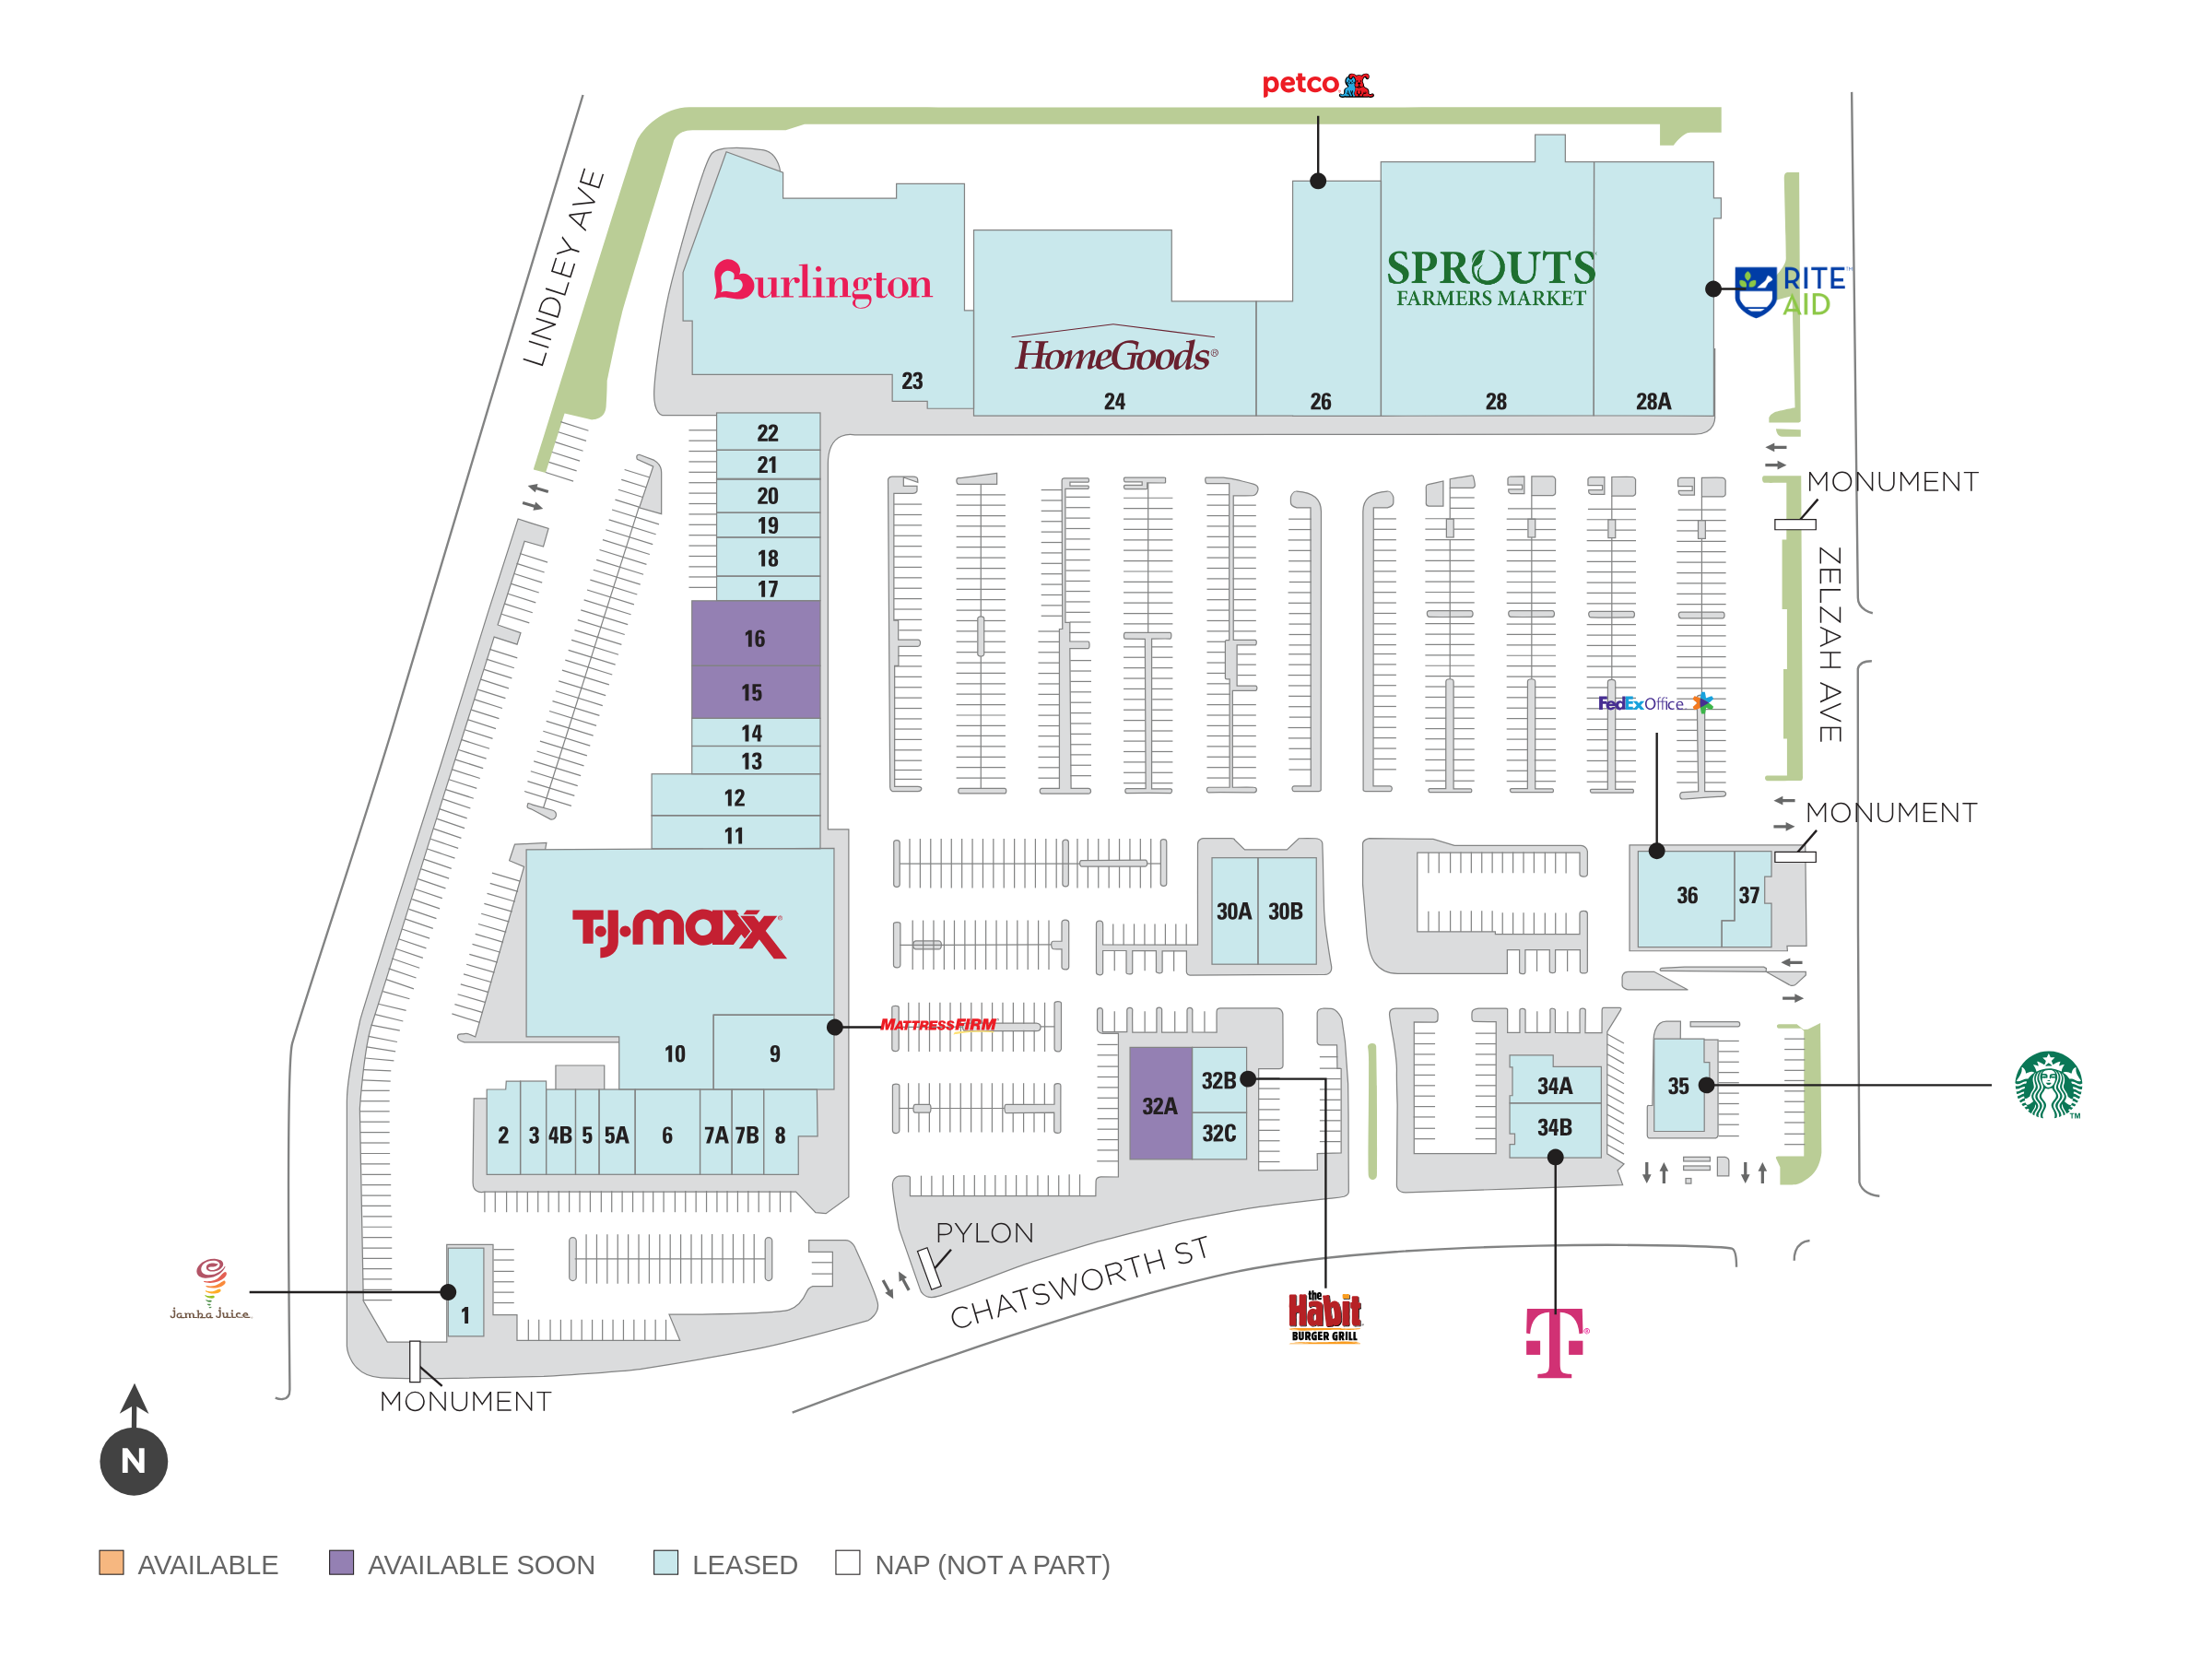 petco
LINDLEY AVE
Burlington
SPROUTS
FARMERS MARKET
RITE
AID
HomeGoods®
23
24
26
28
28A
22
21
20
19
18
17
16
15
14
13
12
11
MONUMENT
ZELZAH AVE
FedEx Office
MONUMENT
T·J·maxx
30A
30B
36
37
MATTRESSFIRM
10
9
32A
32B
32C
34A
34B
35
TM
2
3
4B
5
5A
6
7A
7B
8
PYLON
CHATSWORTH ST
Jamba Juice
1
the
Habit
BURGER GRILL
T®
MONUMENT
N
AVAILABLE
AVAILABLE SOON
LEASED
NAP (NOT A PART)